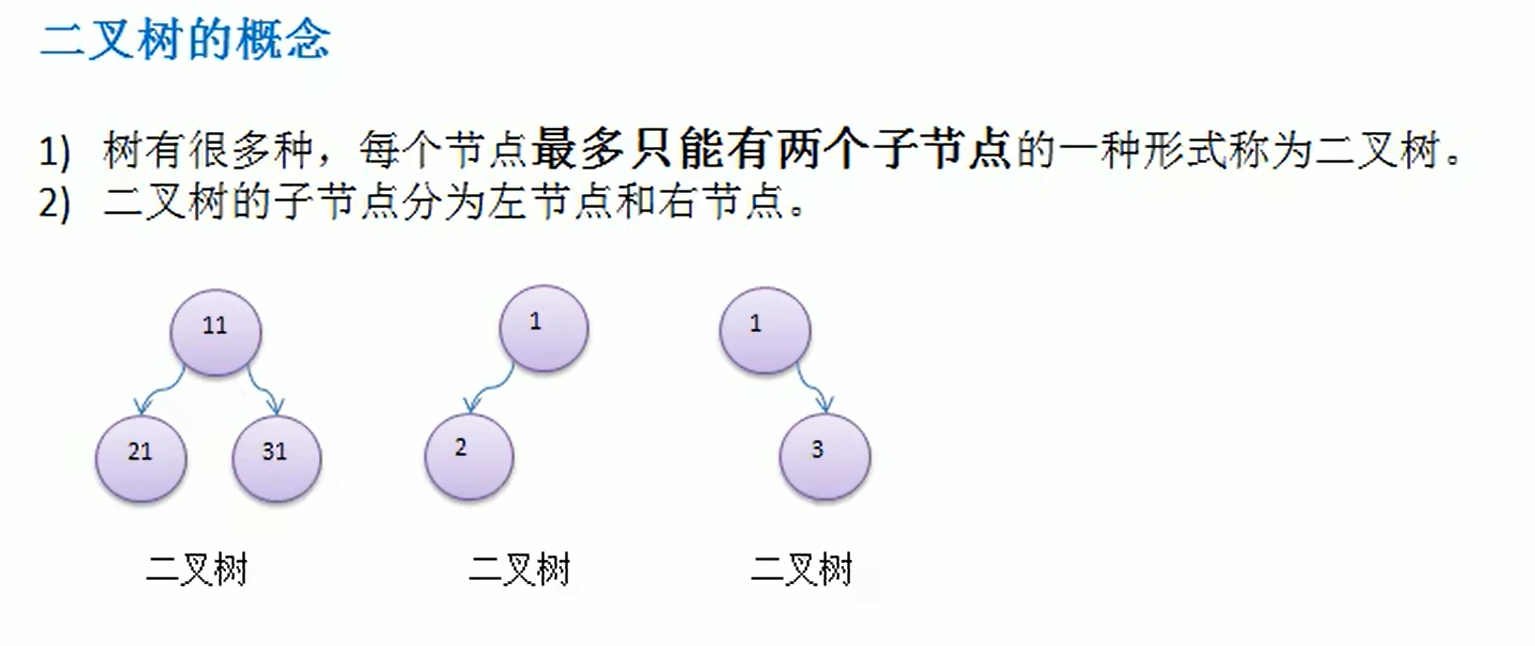 二叉树的概念
1) 树有很多种，每个节点最多只能有两个子节点的一种形式称为二叉树。
2) 二叉树的子节点分为左节点和右节点。
11
1
1
21
31
2
3
二叉树
二叉树
二叉树